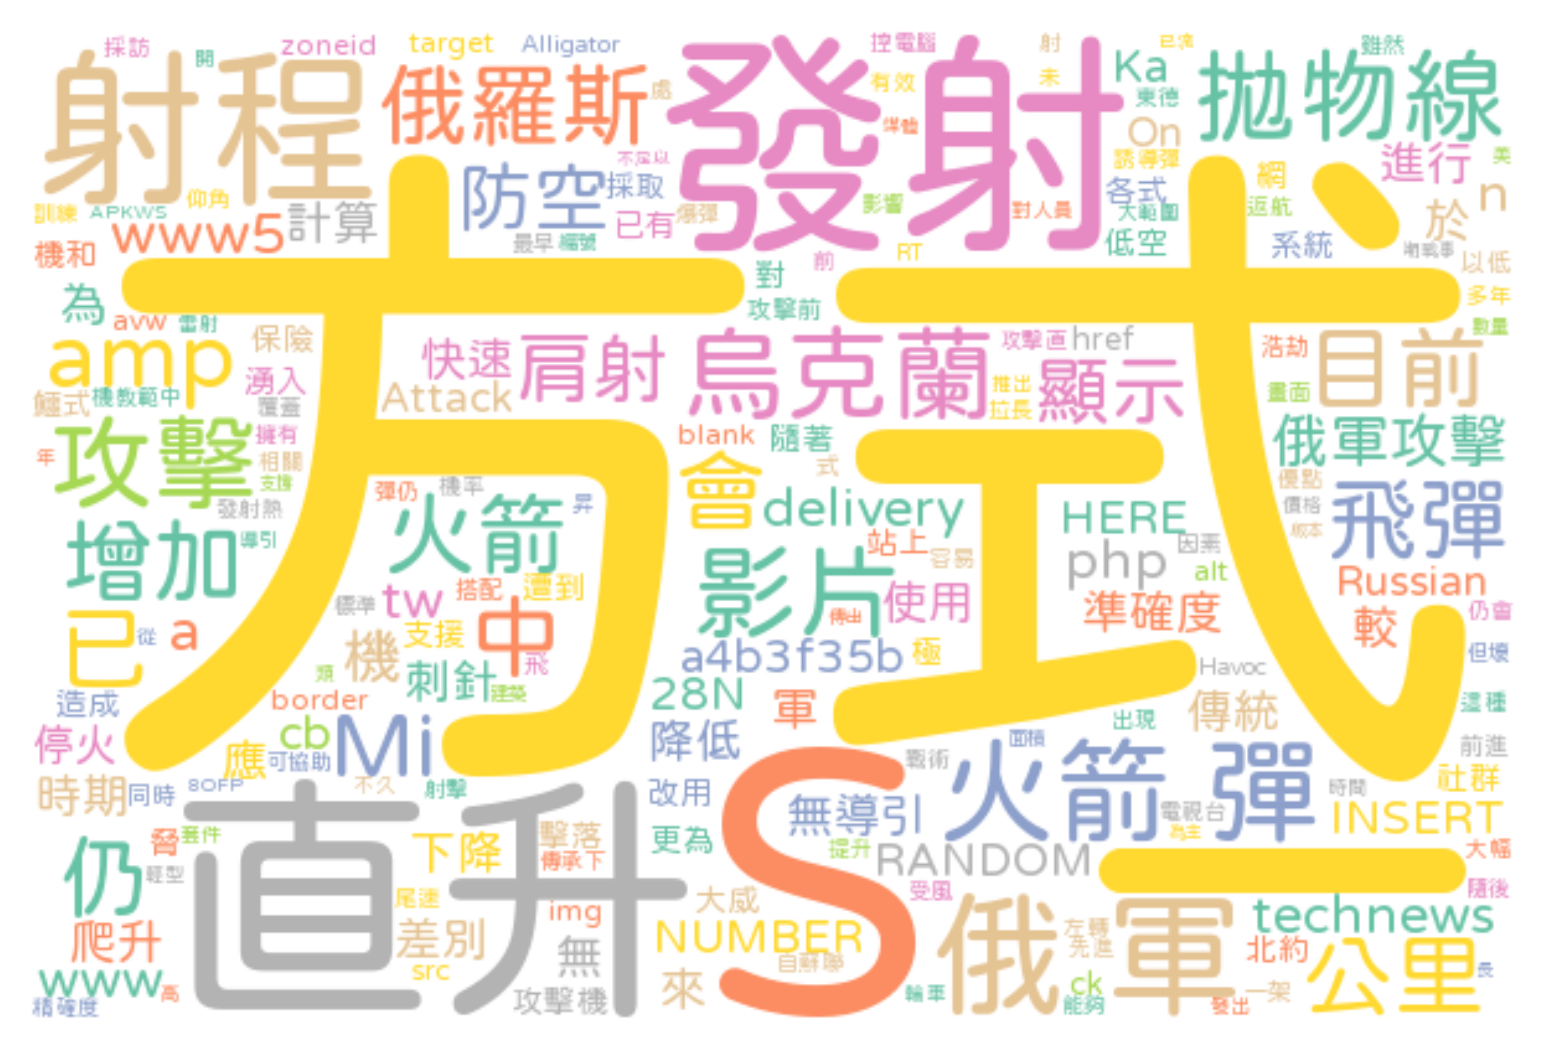 採訪
開
zoneid
target
Alligator
控電腦
射
雖然
射程
俄羅斯
處
發射
有效
未
Ka
東德
拋物線
媒體
On
不足以
誘導彈
進行
美
防空
採取
各式
網
n
訓練
APKWS
仰角
已有
爆彈
影響
對人員
大範圍
返航
於
www5
計算
最早
編號
低空
系統
機和
前
RT
以低
為
對
多年
avw
雷射
攻擊前
數量
方式
amp
保險
快速
肩射
烏克蘭
攻擊直
href
浩劫
目前
湧入
Attack
推出
顯示
畫面
機教範中
覆蓋
拉長
攻擊
擁有
blank
隨著
俄軍攻擊
年
相關
會
式
優點
支援
彈仍
機率
火箭
昇
delivery
HERE
價格
飛彈
發射熱
版本
增加
導引
站上
php
因素
影片
容易
alt
Russian
標準
tw
搭配
遭到
使用
準確度
仍會
已
從
a
支援
中
傳出
較
機
飛
a4b3f35b
極
但壞
類
刺針
建築
Havoc
造成
border
28N
軍
傳統
這種
停火
cb
Mi
降低
出現
應
可協助
面積
前進
戰術
火箭彈
社群
時期
同時
8OFP
不久
射擊
改用
時間
無導引
電視台
INSERT
仍
脅
套件
直升
下降
擊落
更為
S
為主
提升
RANDOM
大幅
輕型
傳承下
受風
隨後
尾速
img
大威
俄軍
左轉
technews
爬升
差別
無
NUMBER
先進
北約
公里
www
src
自蘇聯
高
來
ck
一架
長
精確度
攻擊機
輪車
能夠
發出